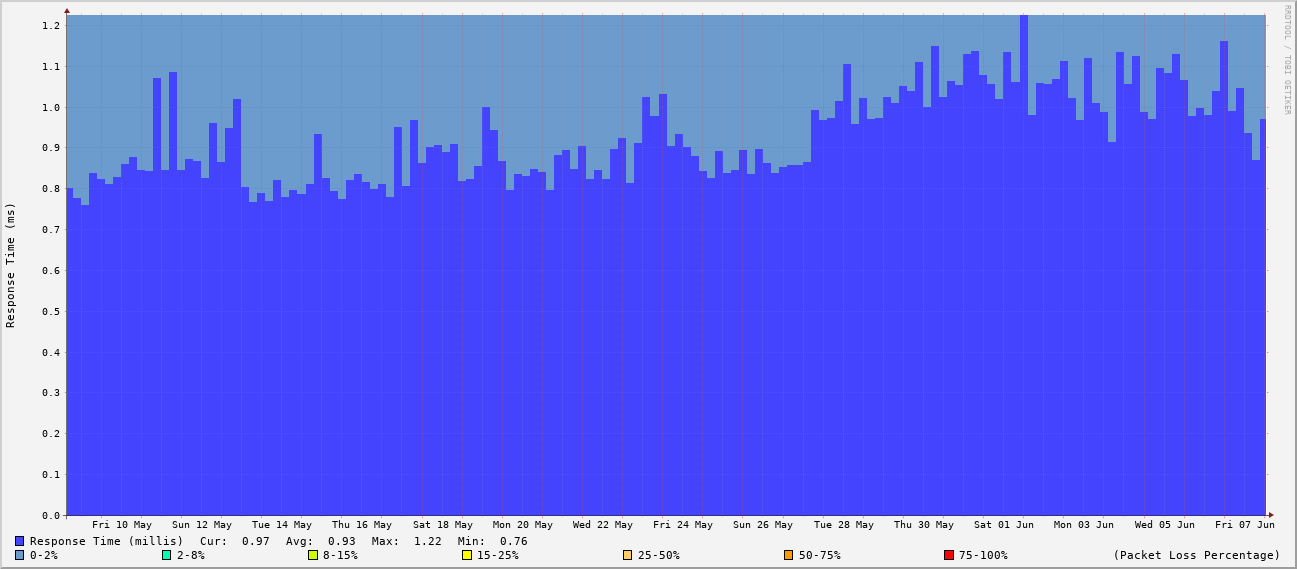 RRDTOOL / TOBI OETIKER
Response Time (ms)
1.2
1.1
1.0
0.9
0.8
0.7
0.6
0.5
0.4
0.3
0.2
0.1
0.0
Fri 10 May Sun 12 May Tue 14 May Thu 16 May Sat 18 May Mon 20 May Wed 22 May Fri 24 May Sun 26 May Tue 28 May Thu 30 May Sat 01 Jun Mon 03 Jun Wed 05 Jun Fri 07 Jun
Response Time (millis) Cur: 0.97 Avg: 0.93 Max: 1.22 Min: 0.76
0-2% 2-8% 8-15% 15-25% 25-50% 50-75% 75-100% (Packet Loss Percentage)